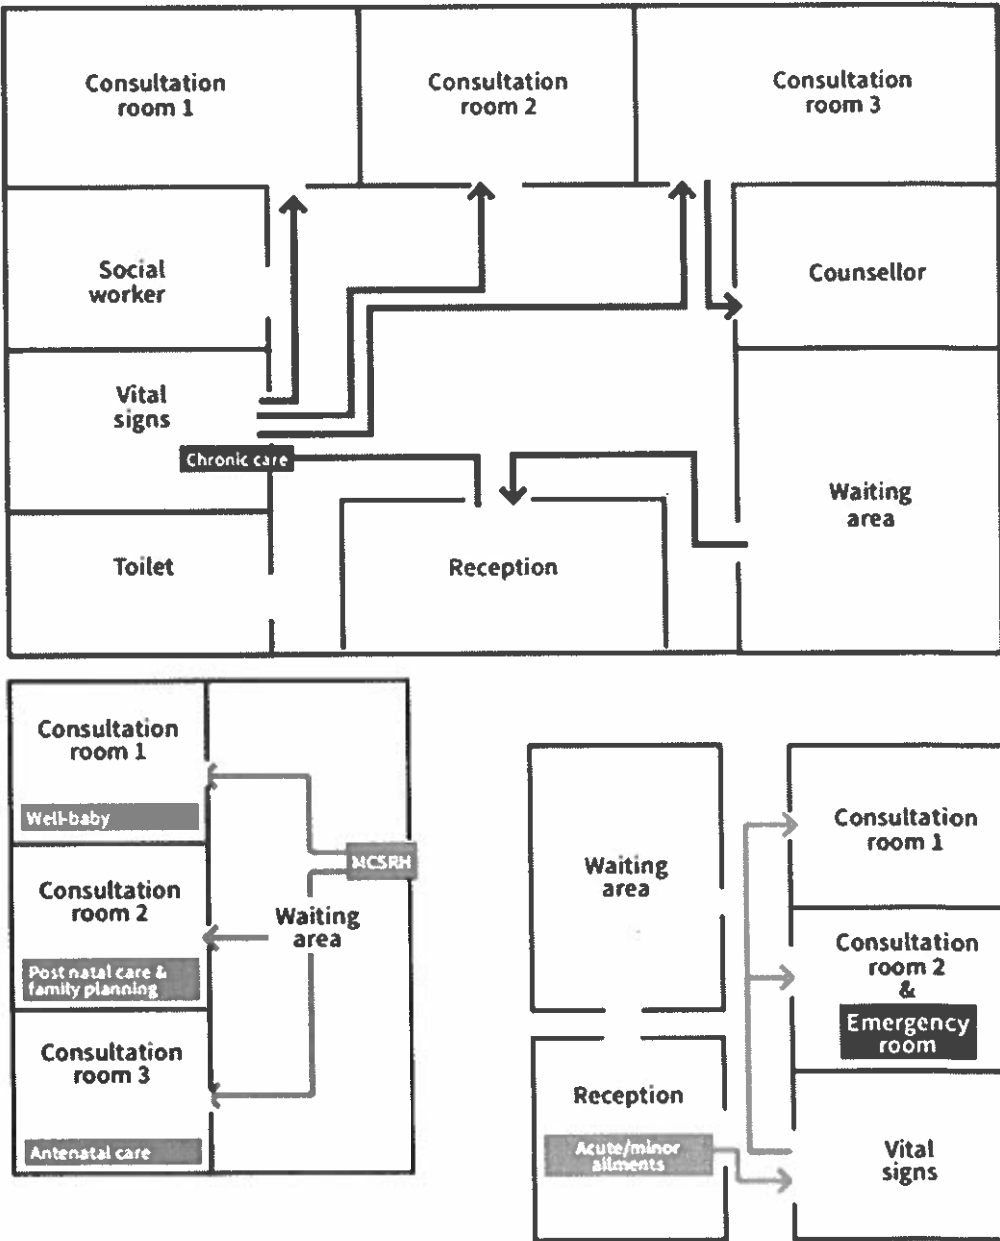 Consultation
room 1
Consultation
room 2
Consultation
room 3
Social
worker
Counsellor
Vital
signs
Chronic care
Waiting
area
Toilet
Reception
Consultation
room 1
Well-baby
MCSRH
Consultation
room 2
Waiting
area
Post natal care &
family planning
Consultation
room 3
Antenatal care
Waiting
area
Consultation
room 1
Consultation
room 2
&
Emergency
room
Reception
Acute/minor
ailments
Vital
signs